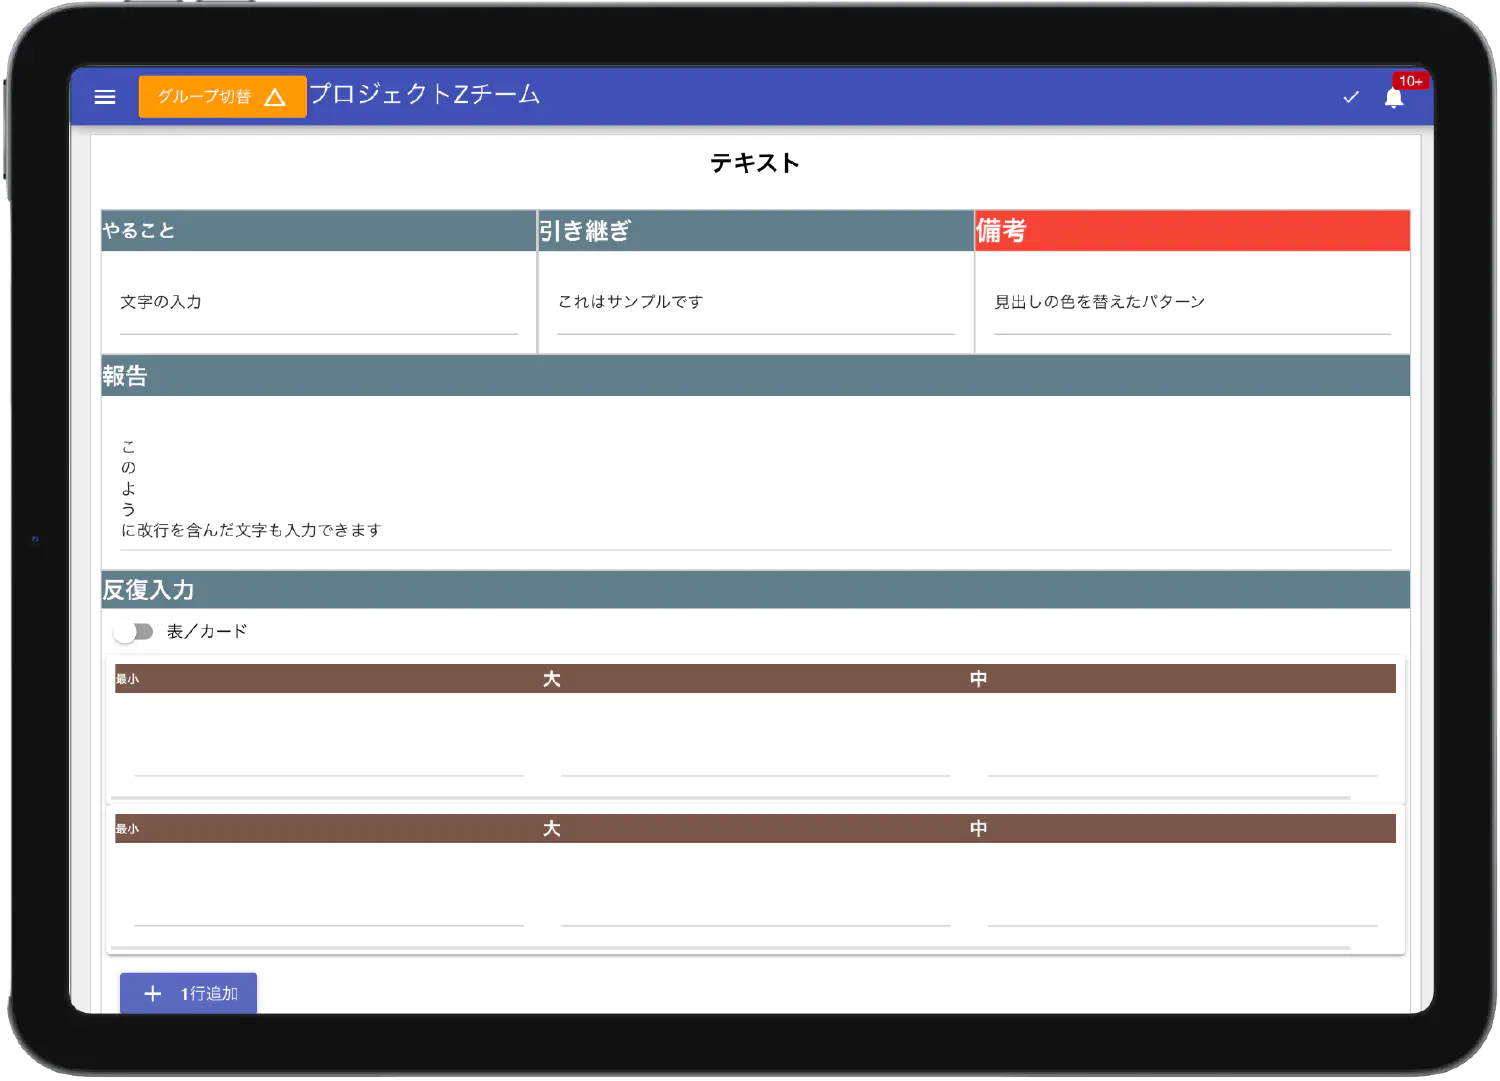 グループ切替
プロジェクトZチーム
10+
テキスト
やること
引き継ぎ
備考
文字の入力
これはサンプルです
見出しの色を替えたパターン
報告
こ
の
よ
う
に改行を含んだ文字も入力できます
反復入力
表／カード
最小
大
中
最小
大
中
1行追加